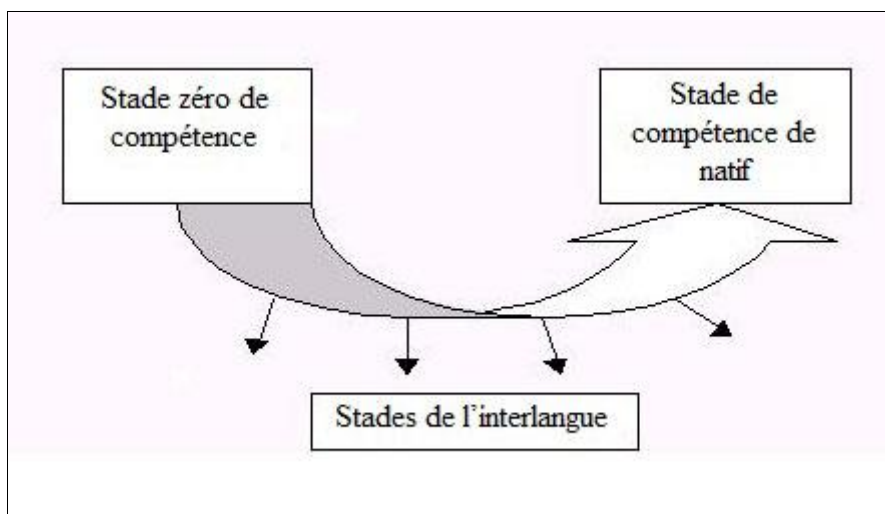 Stade zéro de
compétence
Stade de
compétence de
natif
Stades de l’interlangue